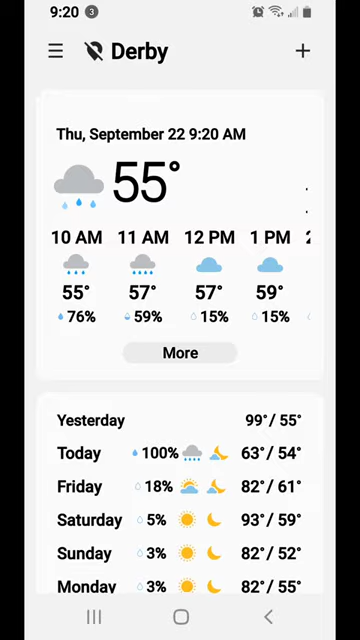 9:20 3
Derby
Thu, September 22 9:20 AM
55°
10 AM 11 AM 12 PM 1 PM
55° 57° 57° 59°
76% 59% 15% 15%
More
Yesterday 99°/ 55°
Today 100% 63°/ 54°
Friday 18% 82°/ 61°
Saturday 5% 93°/ 59°
Sunday 3% 82°/ 52°
Monday 3% 82°/ 55°